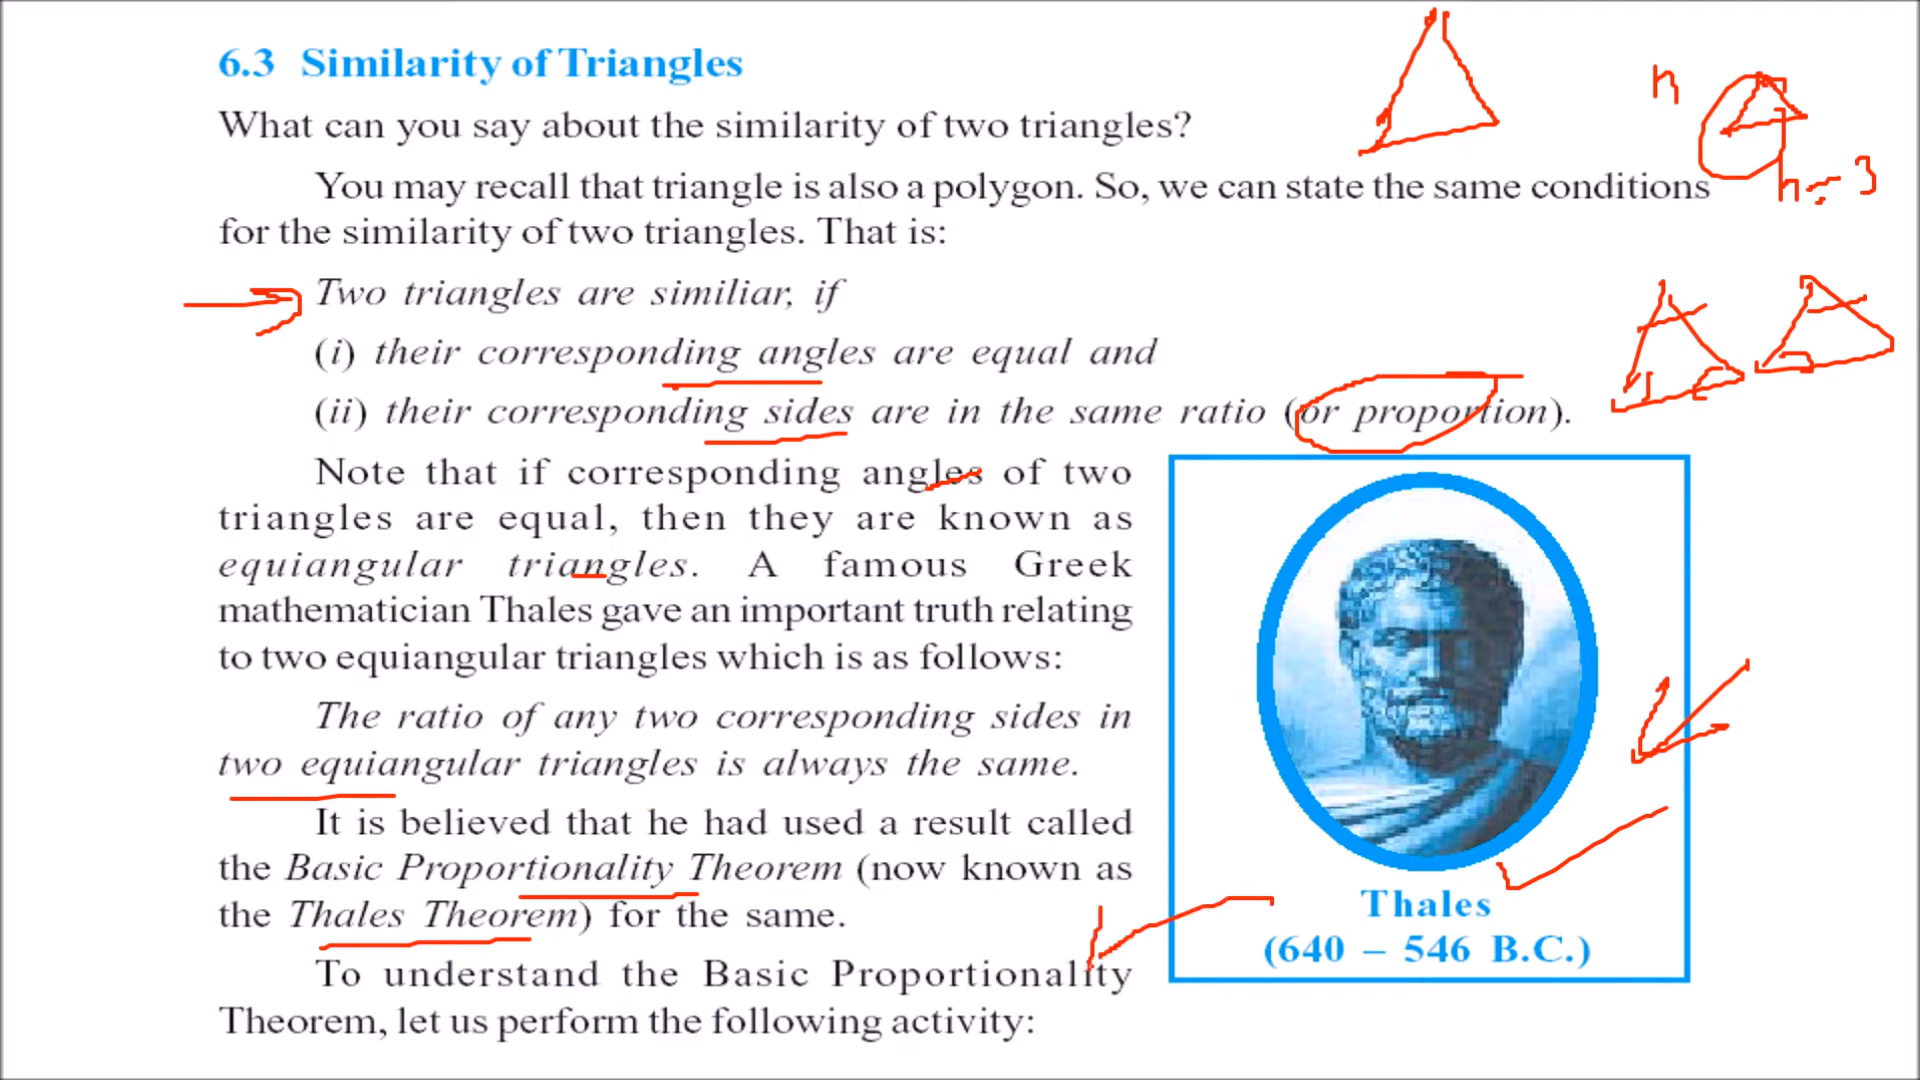 6.3 Similarity of Triangles
What can you say about the similarity of two triangles?
You may recall that triangle is also a polygon. So, we can state the same conditions
for the similarity of two triangles. That is:
Two triangles are similiar, if
(i) their corresponding angles are equal and
(ii) their corresponding sides are in the same ratio (or proportion).
Note that if corresponding angles of two
triangles are equal, then they are known as
equiangular triangles. A famous Greek
mathematician Thales gave an important truth relating
to two equiangular triangles which is as follows:
The ratio of any two corresponding sides in
two equiangular triangles is always the same.
It is believed that he had used a result called
the Basic Proportionality Theorem (now known as
the Thales Theorem) for the same.
To understand the Basic Proportionality
Theorem, let us perform the following activity:
n
n = 3
Thales
(640 – 546 B.C.)